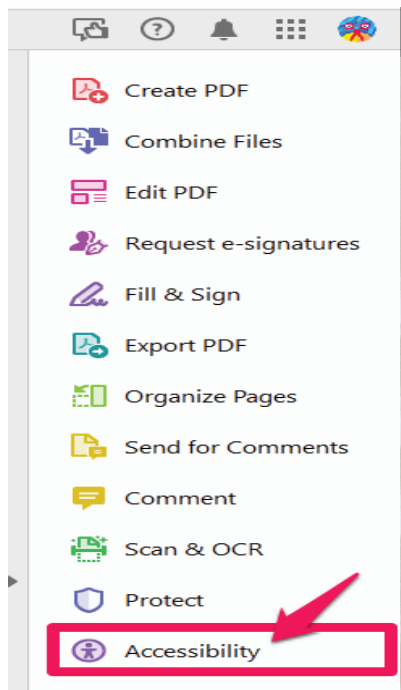 Create PDF
Combine Files
Edit PDF
Request e-signatures
Fill & Sign
Export PDF
Organize Pages
Send for Comments
Comment
Scan & OCR
Protect
Accessibility